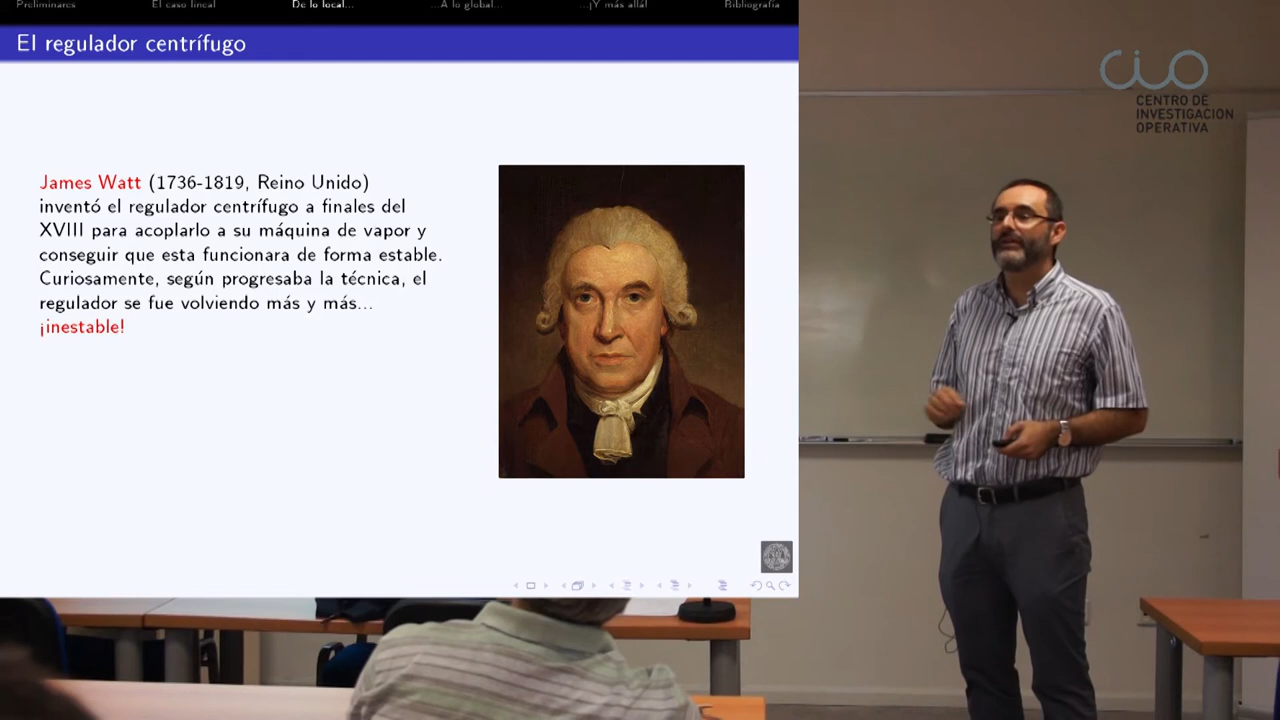 Preliminares El caso lineal De lo local... ...A lo global... ...¡Y más allá! Bibliografía
El regulador centrífugo
James Watt (1736-1819, Reino Unido)
inventó el regulador centrífugo a finales del
XVIII para acoplarlo a su máquina de vapor y
conseguir que esta funcionara de forma estable.
Curiosamente, según progresaba la técnica, el
regulador se fue volviendo más y más...
¡inestable!
CIO
CENTRO DE
INVESTIGACION
OPERATIVA